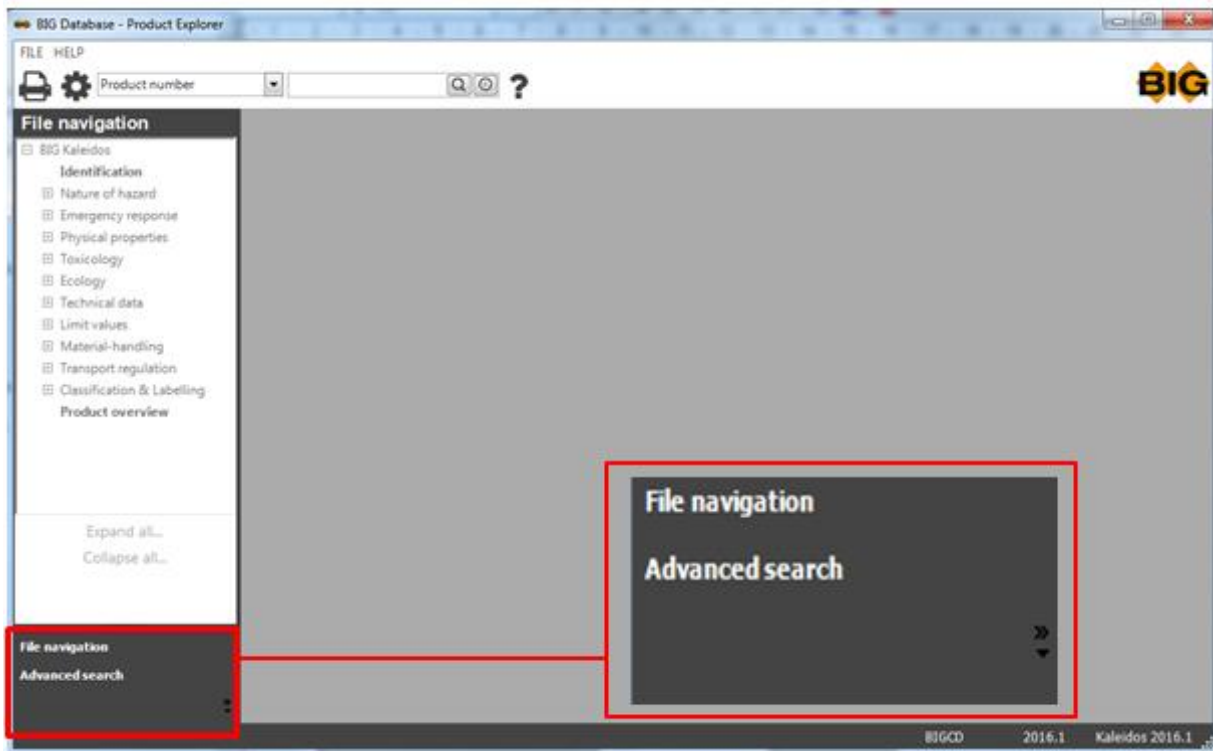 BIG Database - Product Explorer
FILE HELP
Product number
?
BIG
File navigation
BIG Kaleidos
Identification
Nature of hazard
Emergency response
Physical properties
Toxicology
Ecology
Technical data
Limit values
Material-handling
Transport regulation
Classification & Labelling
Product overview
Expand all...
Collapse all...
File navigation
Advanced search
File navigation
Advanced search
BIGCD 2016.1 Kaleidos 2016.1